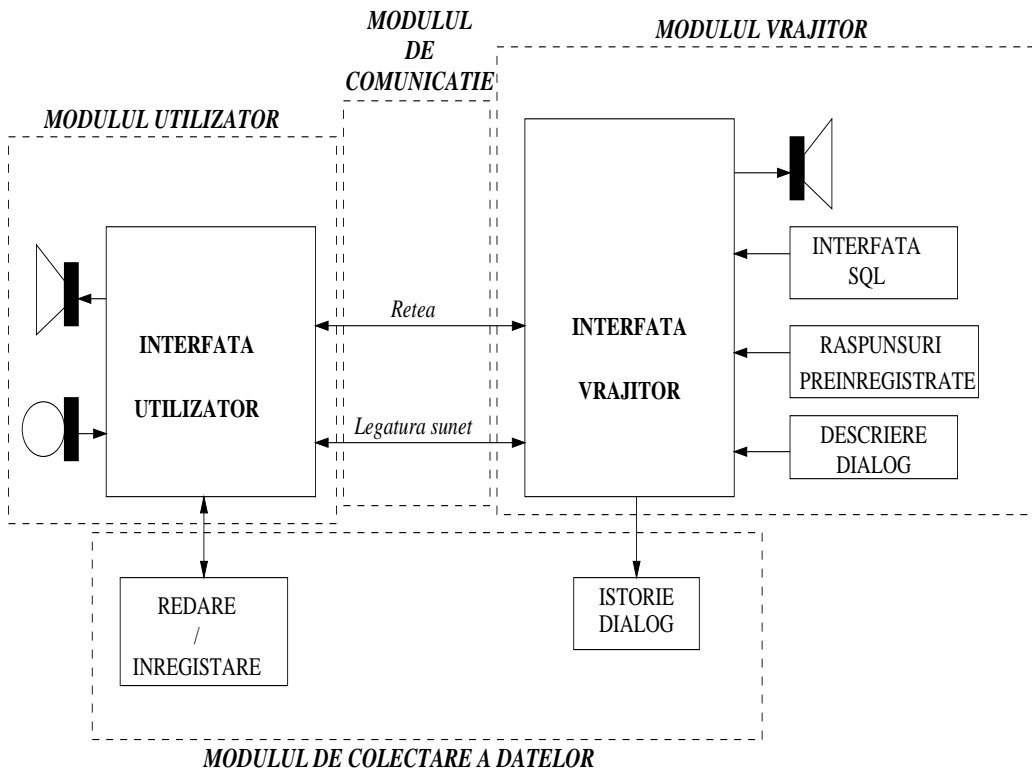 MODULUL
DE
COMUNICATIE
MODULUL VRAJITOR
MODULUL UTILIZATOR
INTERFATA
UTILIZATOR
Retea
Legatura sunet
INTERFATA
VRAJITOR
INTERFATA
SQL
RASPUNSURI
PREINREGISTRATE
DESCRIERE
DIALOG
REDARE
/
INREGISTARE
ISTORIE
DIALOG
MODULUL DE COLECTARE A DATELOR